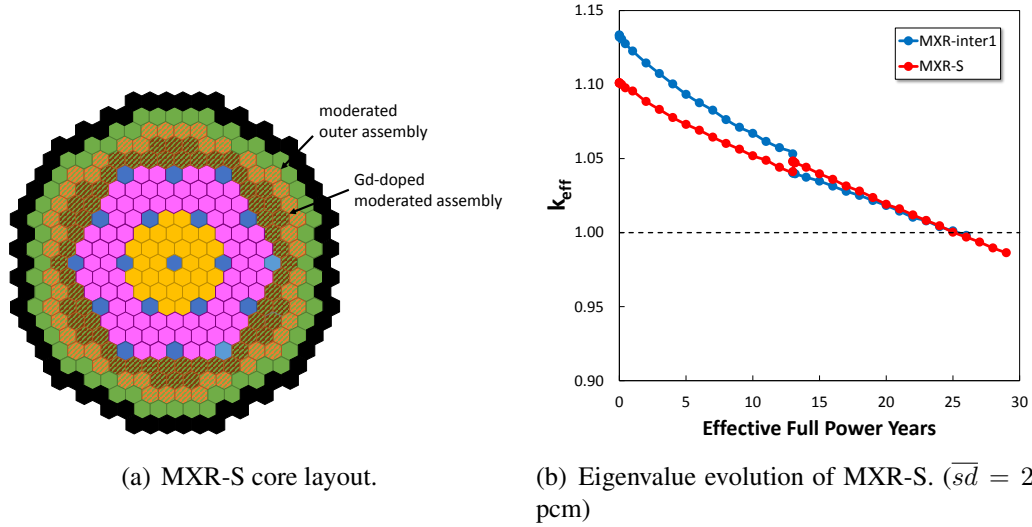 moderated
outer assembly
Gd-doped
moderated assembly
(a) MXR-S core layout.
MXR-inter1
MXR-S
k_eff
1.15
1.10
1.05
1.00
0.95
0.90
0 5 10 15 20 25 30
Effective Full Power Years
(b) Eigenvalue evolution of MXR-S. (\overline{sd} = 2
pcm)